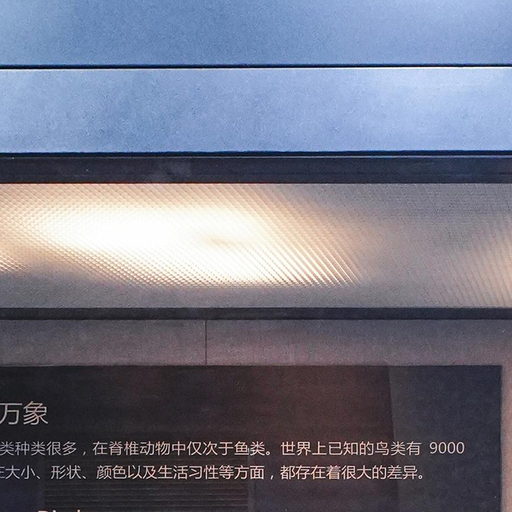 万象
类种类很多，在脊椎动物中仅次于鱼类。世界上已知的鸟类有 9000
在大小、形状、颜色以及生活习性等方面，都存在着很大的差异。